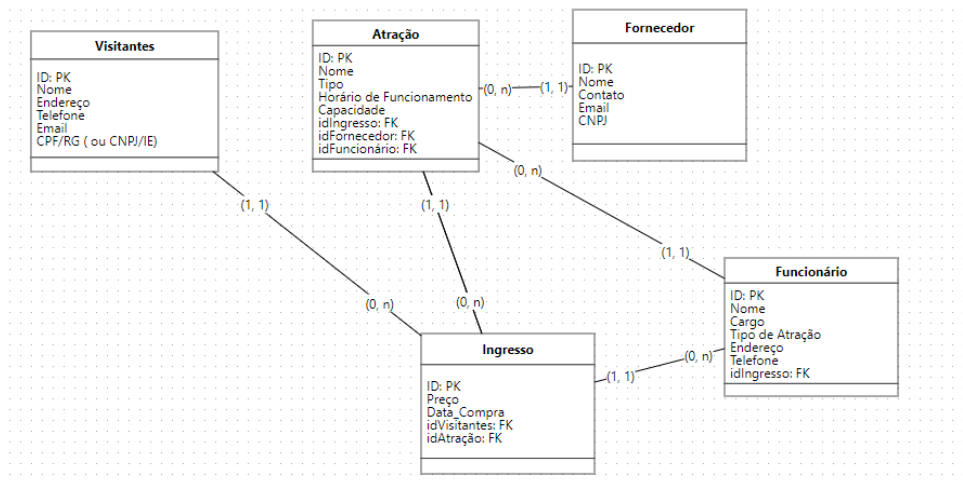 Visitantes
ID: PK
Nome
Endereço
Telefone
Email
CPF/RG ( ou CNPJ/IE)
Atração
ID: PK
Nome
Tipo
Horário de Funcionamento
Capacidade
idIngresso: FK
idFornecedor: FK
idFuncionário: FK
Fornecedor
ID: PK
Nome
Contato
Email
CNPJ
(0, n)
(1, 1)
(0, n)
(1, 1)
(1, 1)
(1, 1)
(0, n)
(0, n)
Funcionário
ID: PK
Nome
Cargo
Tipo de Atração
Endereço
Telefone
idIngresso: FK
Ingresso
ID: PK
Preço
Data_Compra
idVisitantes: FK
idAtração: FK
(1, 1)
(0, n)